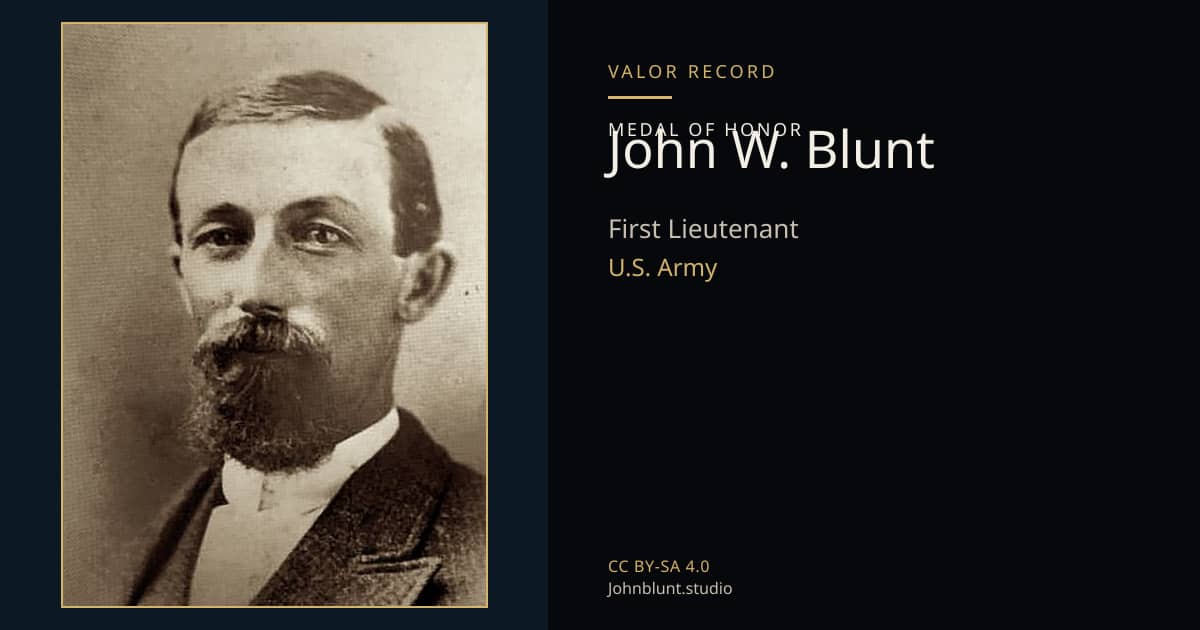 VALOR RECORD
MEDAL OF HONOR
John W. Blunt
First Lieutenant
U.S. Army
CC BY-SA 4.0
Johnblunt.studio